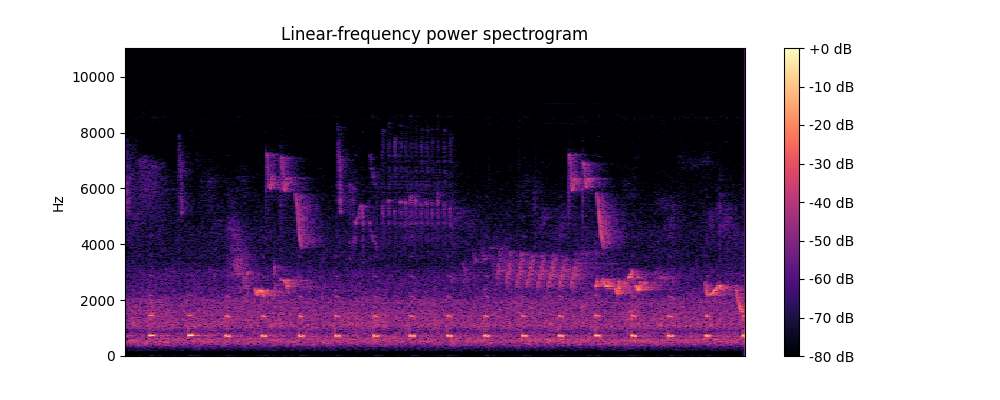 Linear-frequency power spectrogram
10000
8000
6000
4000
2000
0
Hz
+0 dB
-10 dB
-20 dB
-30 dB
-40 dB
-50 dB
-60 dB
-70 dB
-80 dB